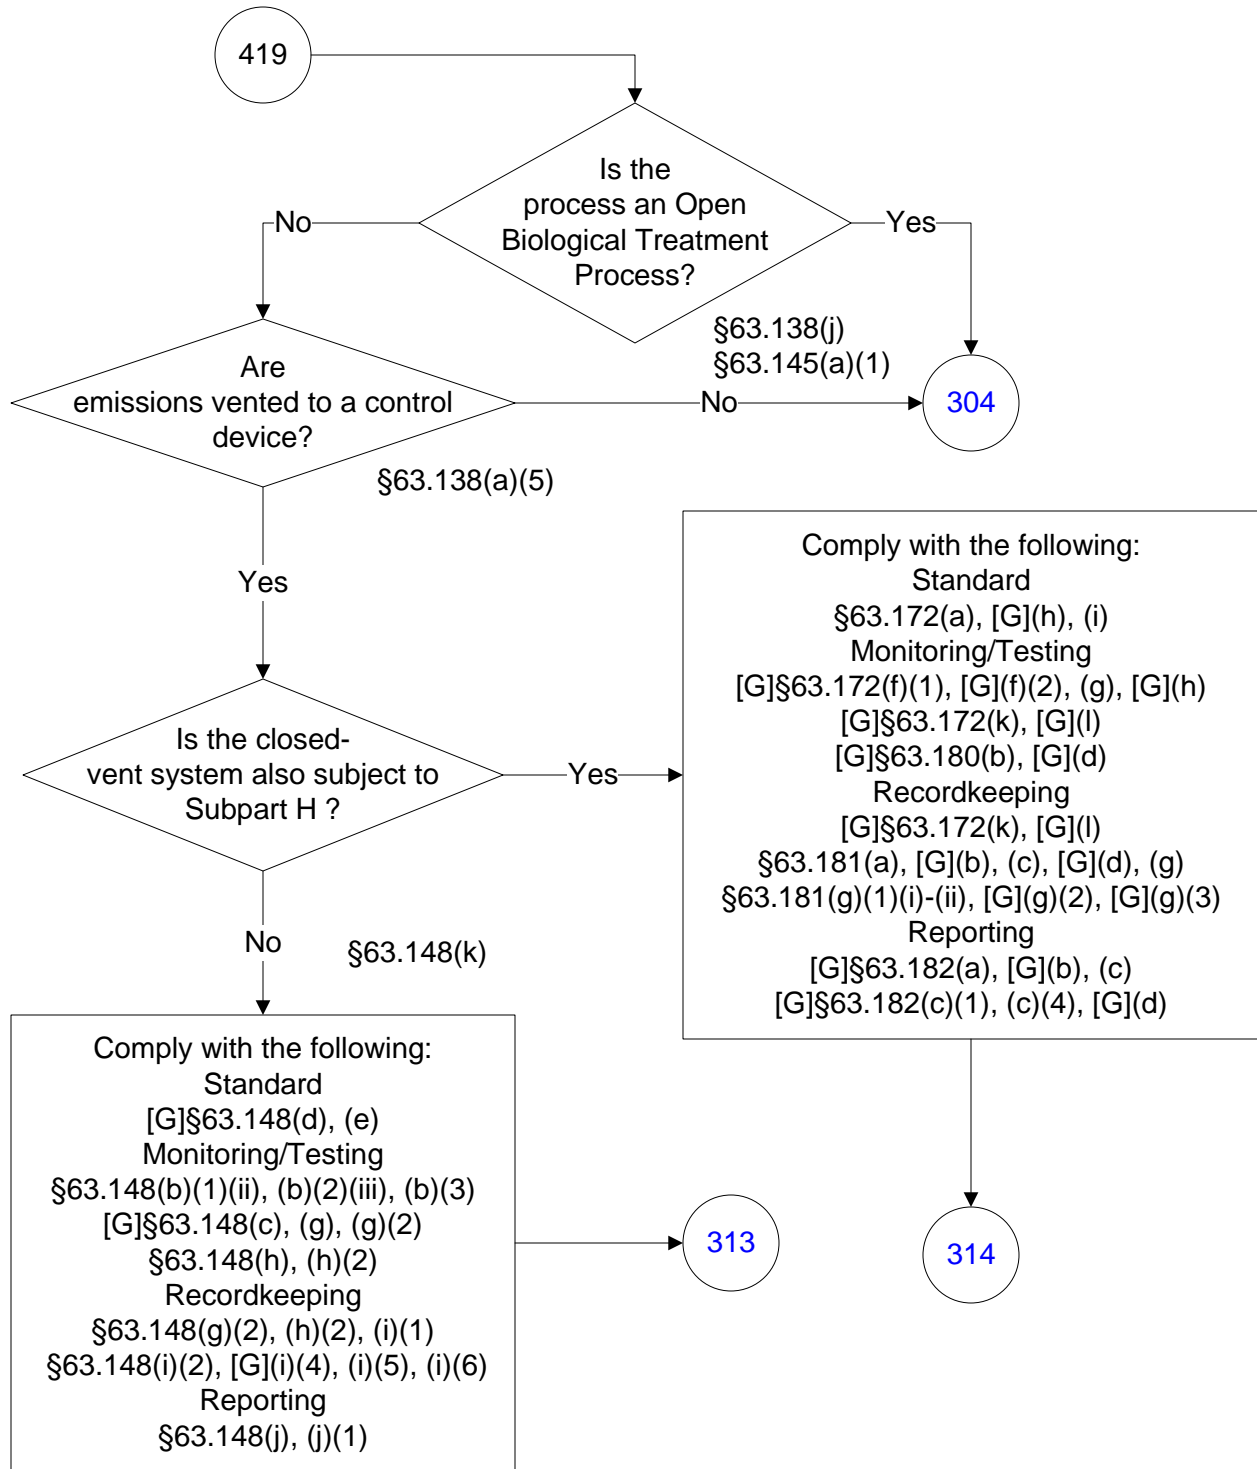 419
Is the
process an Open
Biological Treatment
Process?
No
Yes
§63.138(j)
§63.145(a)(1)
Are
emissions vented to a control
device?
No
304
§63.138(a)(5)
Yes
Is the closed-
vent system also subject to
Subpart H ?
Yes
Comply with the following:
Standard
§63.172(a), [G](h), (i)
Monitoring/Testing
[G]§63.172(f)(1), [G](f)(2), (g), [G](h)
[G]§63.172(k), [G](l)
[G]§63.180(b), [G](d)
Recordkeeping
[G]§63.172(k), [G](l)
§63.181(a), [G](b), (c), [G](d), (g)
§63.181(g)(1)(i)-(ii), [G](g)(2), [G](g)(3)
Reporting
[G]§63.182(a), [G](b), (c)
[G]§63.182(c)(1), (c)(4), [G](d)
No
§63.148(k)
Comply with the following:
Standard
[G]§63.148(d), (e)
Monitoring/Testing
§63.148(b)(1)(ii), (b)(2)(iii), (b)(3)
[G]§63.148(c), (g), (g)(2)
§63.148(h), (h)(2)
Recordkeeping
§63.148(g)(2), (h)(2), (i)(1)
§63.148(i)(2), [G](i)(4), (i)(5), (i)(6)
Reporting
§63.148(j), (j)(1)
313
314